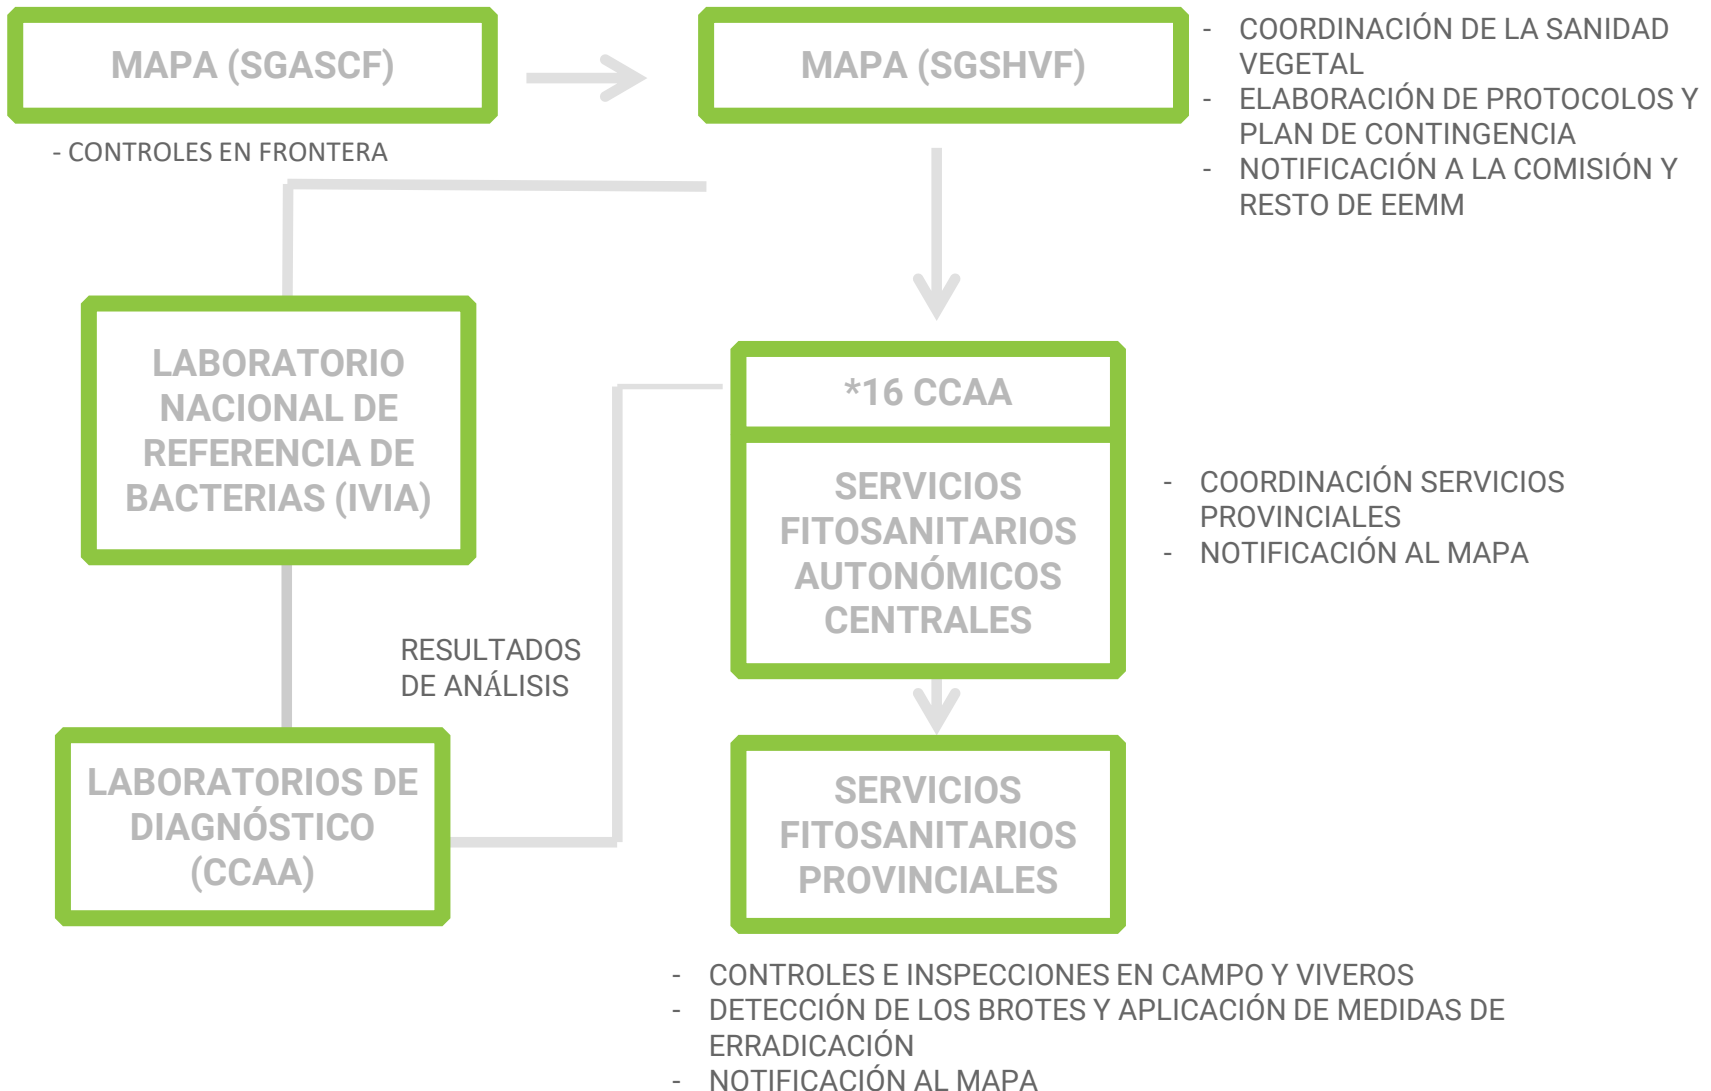 MAPA (SGASCF)
- CONTROLES EN FRONTERA
MAPA (SGSHVF)
- COORDINACIÓN DE LA SANIDAD
VEGETAL
- ELABORACIÓN DE PROTOCOLOS Y
PLAN DE CONTINGENCIA
- NOTIFICACIÓN A LA COMISIÓN Y
RESTO DE EEMM
LABORATORIO
NACIONAL DE
REFERENCIA DE
BACTERIAS (IVIA)
*16 CCAA
SERVICIOS
FITOSANITARIOS
AUTONÓMICOS
CENTRALES
- COORDINACIÓN SERVICIOS
PROVINCIALES
- NOTIFICACIÓN AL MAPA
RESULTADOS
DE ANÁLISIS
LABORATORIOS DE
DIAGNÓSTICO
(CCAA)
SERVICIOS
FITOSANITARIOS
PROVINCIALES
- CONTROLES E INSPECCIONES EN CAMPO Y VIVEROS
- DETECCIÓN DE LOS BROTES Y APLICACIÓN DE MEDIDAS DE
ERRADICACIÓN
- NOTIFICACIÓN AL MAPA